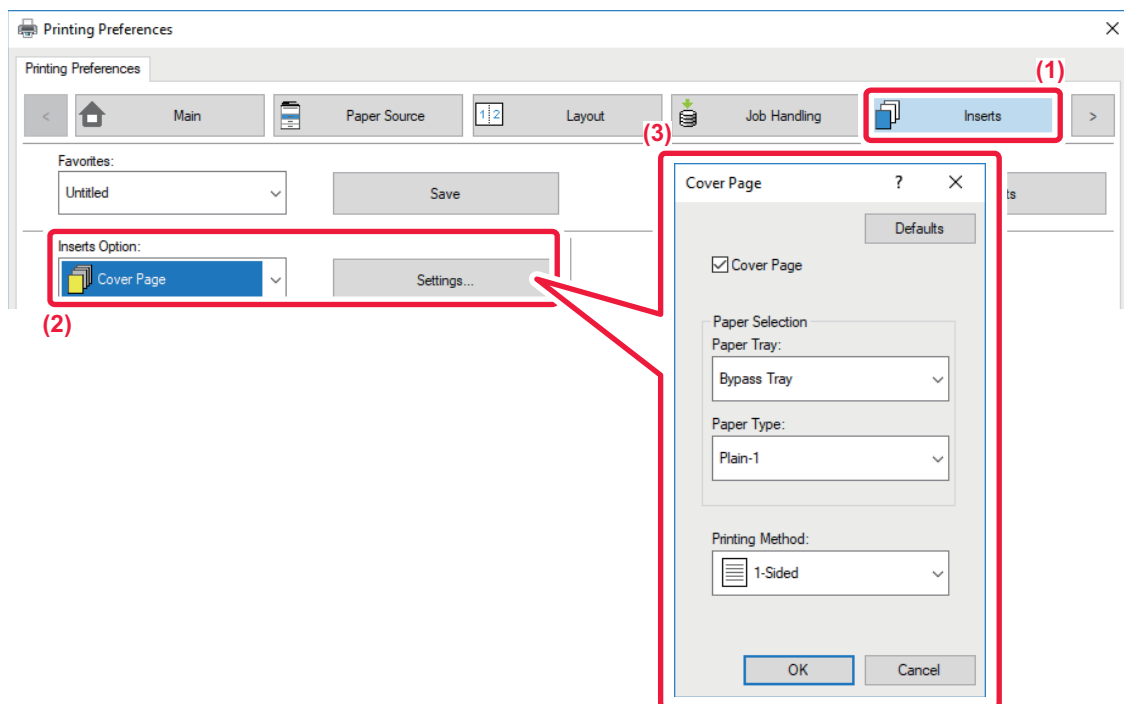 Printing Preferences
Printing Preferences
(1)
< Main Paper Source 1 2 Layout Job Handling Inserts >
(3)
Favorites:
Untitled Save
Inserts Option:
Cover Page Settings...
(2)
Cover Page ?
Defaults
Cover Page
Paper Selection
Paper Tray:
Bypass Tray
Paper Type:
Plain-1
Printing Method:
1-Sided
OK Cancel